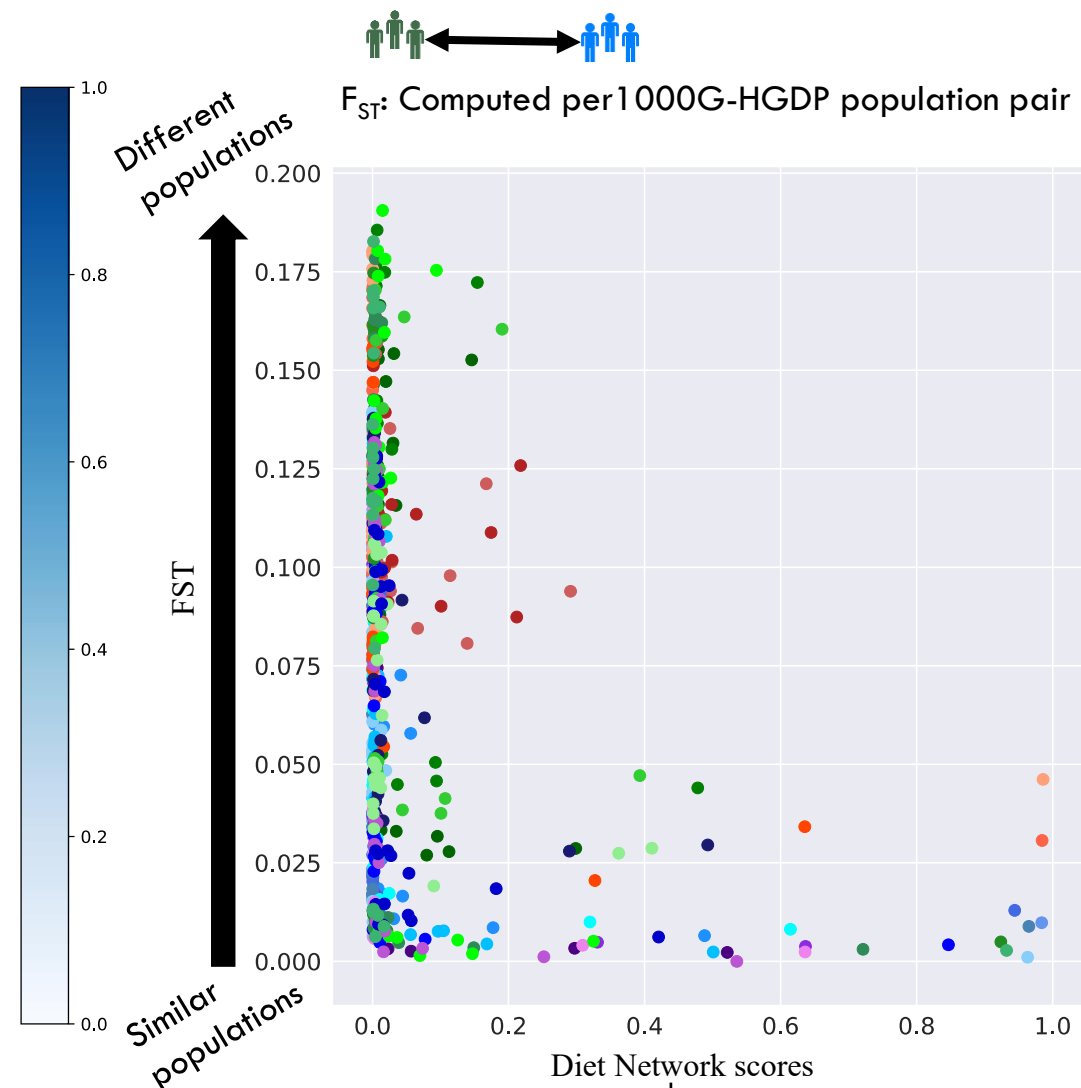 F_ST: Computed per1000G-HGDP population pair
1.0
0.8
0.6
0.4
0.2
0.0
Different
populations
FST
Similar
populations
0.200
0.175
0.150
0.125
0.100
0.075
0.050
0.025
0.000
0.0 0.2 0.4 0.6 0.8 1.0
Diet Network scores